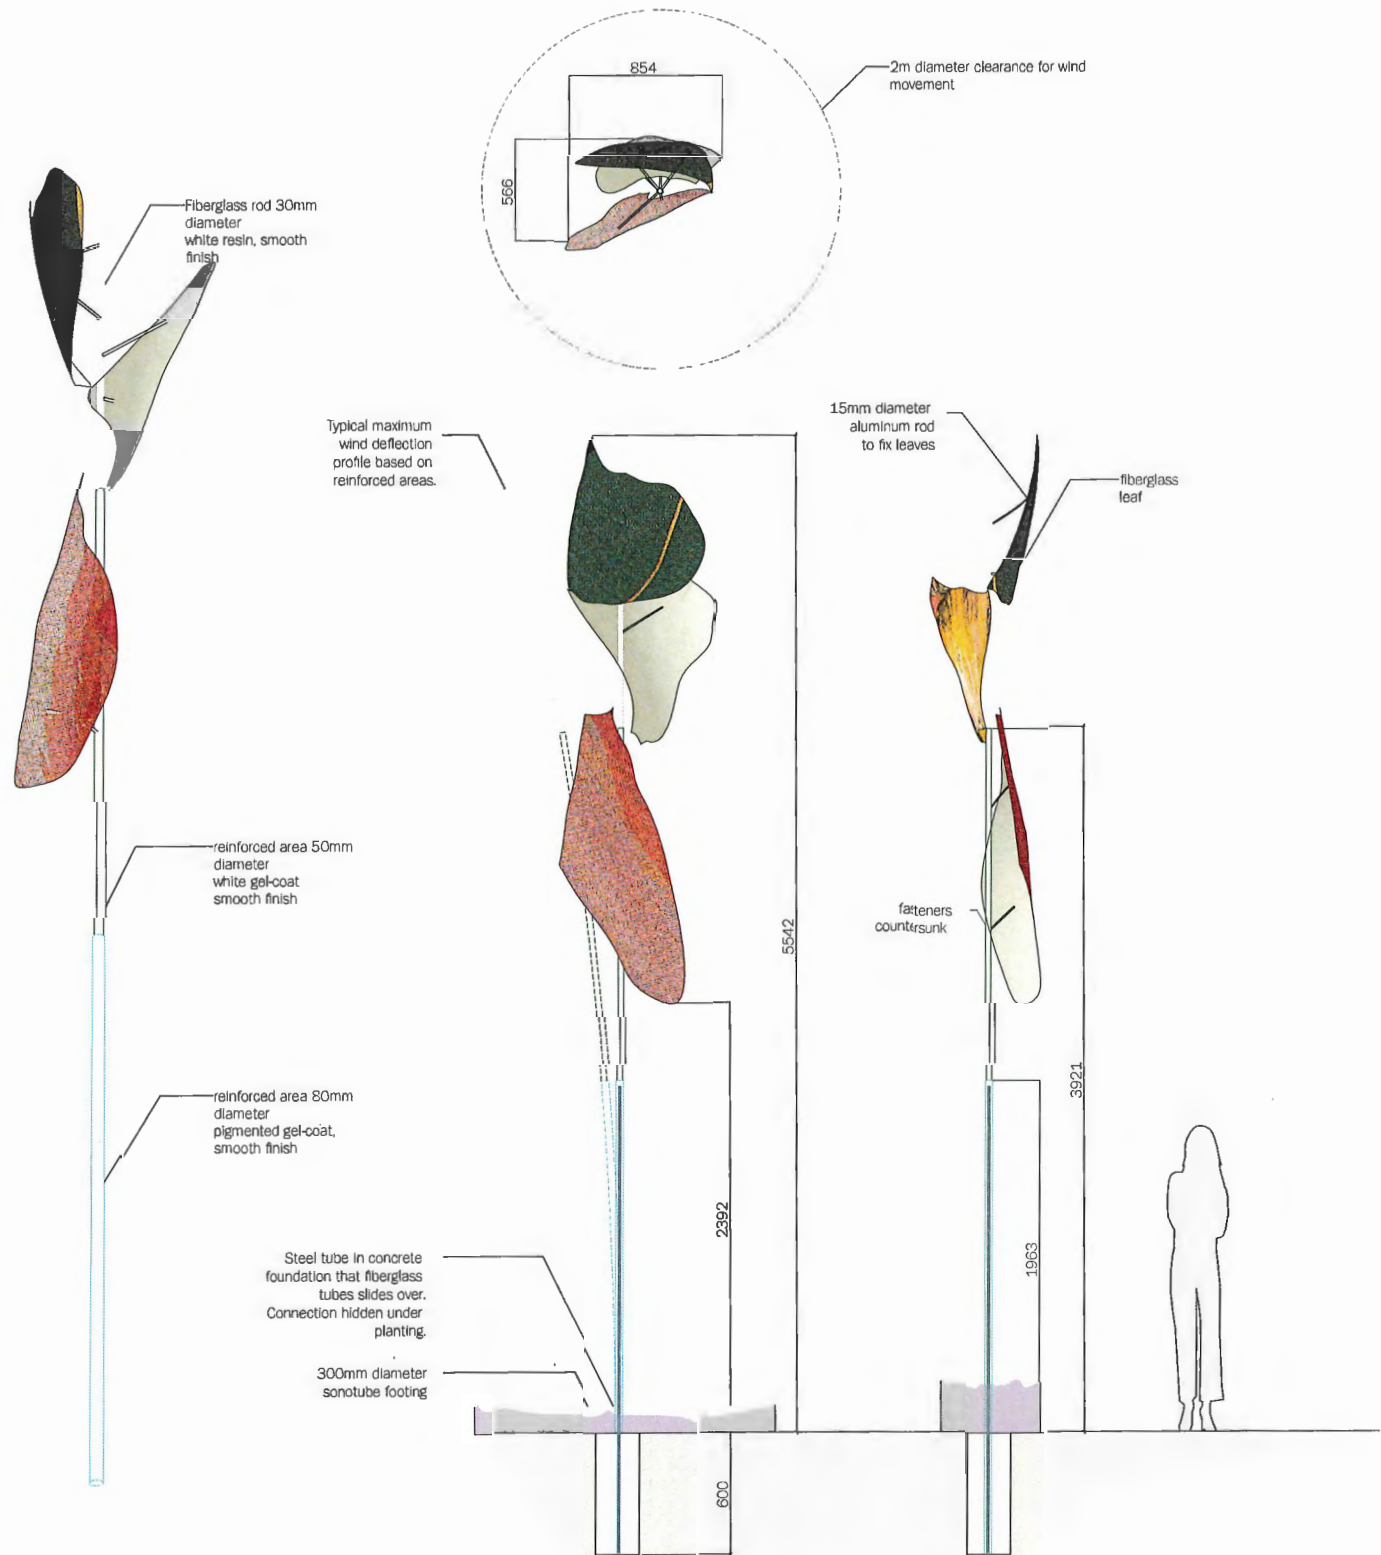 854
2m diameter clearance for wind
movement
566
Fiberglass rod 30mm
diameter
white resin, smooth
finish
Typical maximum
wind deflection
profile based on
reinforced areas.
15mm diameter
aluminum rod
to fix leaves
fiberglass
leaf
reinforced area 50mm
diameter
white gel-coat
smooth finish
fasteners
countersunk
5542
3921
reinforced area 80mm
diameter
pigmented gel-coat,
smooth finish
2392
1963
Steel tube in concrete
foundation that fiberglass
tubes slides over.
Connection hidden under
planting.
300mm diameter
sonotube footing
600